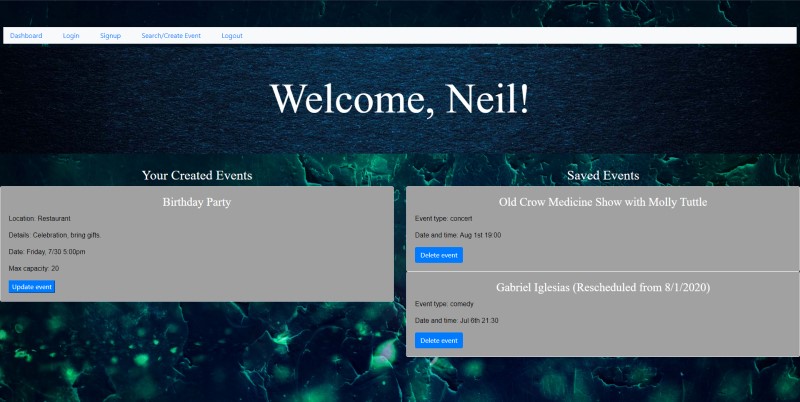 Dashboard Login Signup Search/Create Event Logout
Welcome, Neil!
Your Created Events
Birthday Party
Location: Restaurant
Details: Celebration, bring gifts.
Date: Friday, 7/30 5:00pm
Max capacity: 20
Update event
Saved Events
Old Crow Medicine Show with Molly Tuttle
Event type: concert
Date and time: Aug 1st 19:00
Delete event
Gabriel Iglesias (Rescheduled from 8/1/2020)
Event type: comedy
Date and time: Jul 6th 21:30
Delete event